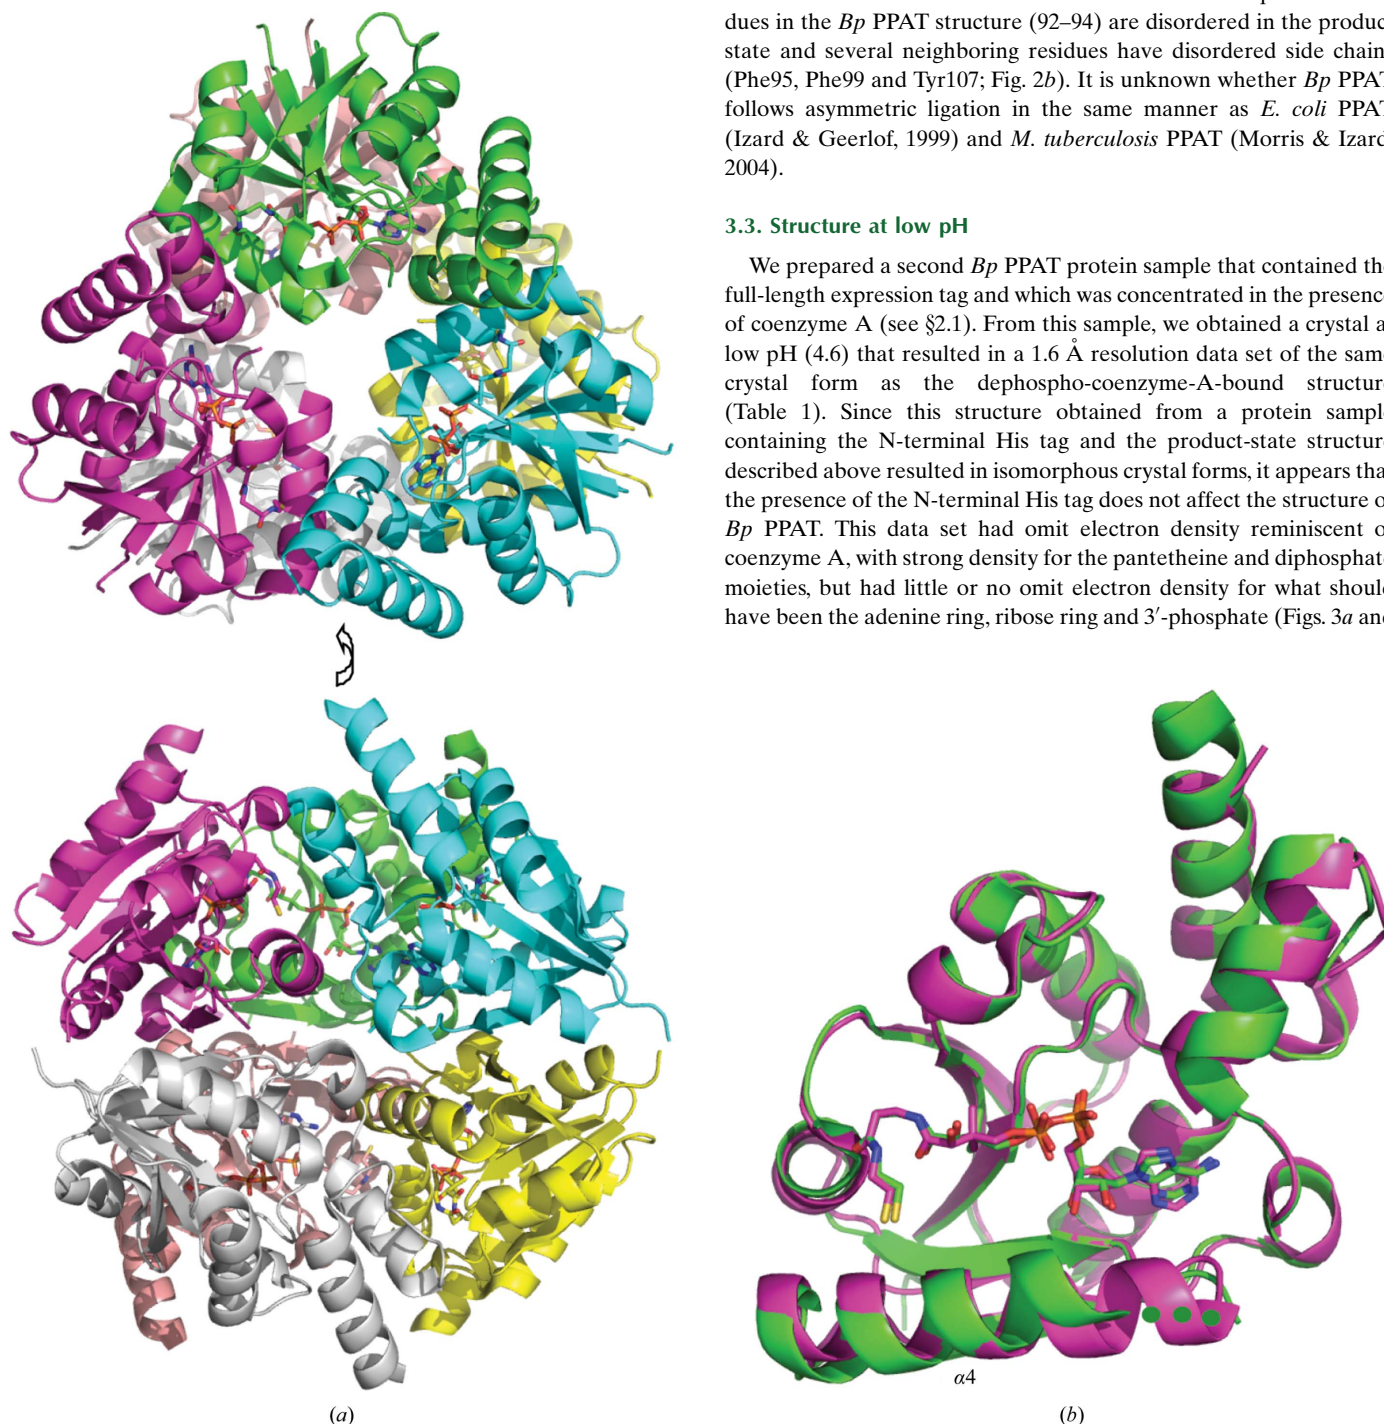 dues in the Bp PPAT structure (92–94) are disordered in the produc
state and several neighboring residues have disordered side chain
(Phe95, Phe99 and Tyr107; Fig. 2b). It is unknown whether Bp PPAT
follows asymmetric ligation in the same manner as E. coli PPAT
(Izard & Geerlof, 1999) and M. tuberculosis PPAT (Morris & Izard
2004).
3.3. Structure at low pH
We prepared a second Bp PPAT protein sample that contained th
full-length expression tag and which was concentrated in the presence
of coenzyme A (see §2.1). From this sample, we obtained a crystal a
low pH (4.6) that resulted in a 1.6 Å resolution data set of the sam
crystal form as the dephospho-coenzyme-A-bound structur
(Table 1). Since this structure obtained from a protein sampl
containing the N-terminal His tag and the product-state structur
described above resulted in isomorphous crystal forms, it appears tha
the presence of the N-terminal His tag does not affect the structure o
Bp PPAT. This data set had omit electron density reminiscent o
coenzyme A, with strong density for the pantetheine and diphosphat
moieties, but had little or no omit electron density for what shoul
have been the adenine ring, ribose ring and 3′-phosphate (Figs. 3a an
α4
(a)
(b)